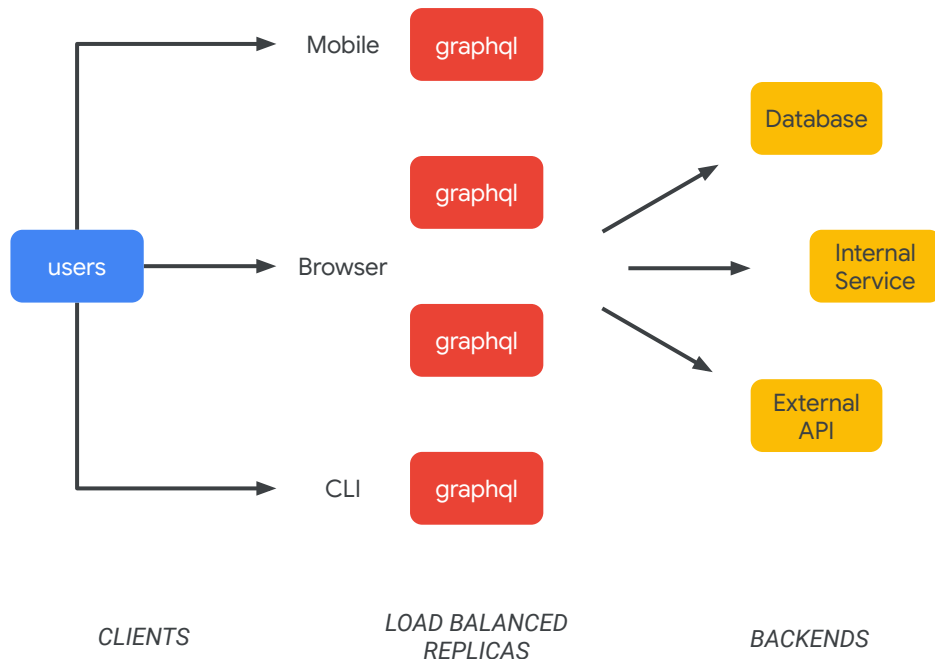 Mobile
graphql
Database
graphql
users
Browser
Internal
Service
graphql
External
API
CLI
graphql
CLIENTS
LOAD BALANCED
REPLICAS
BACKENDS